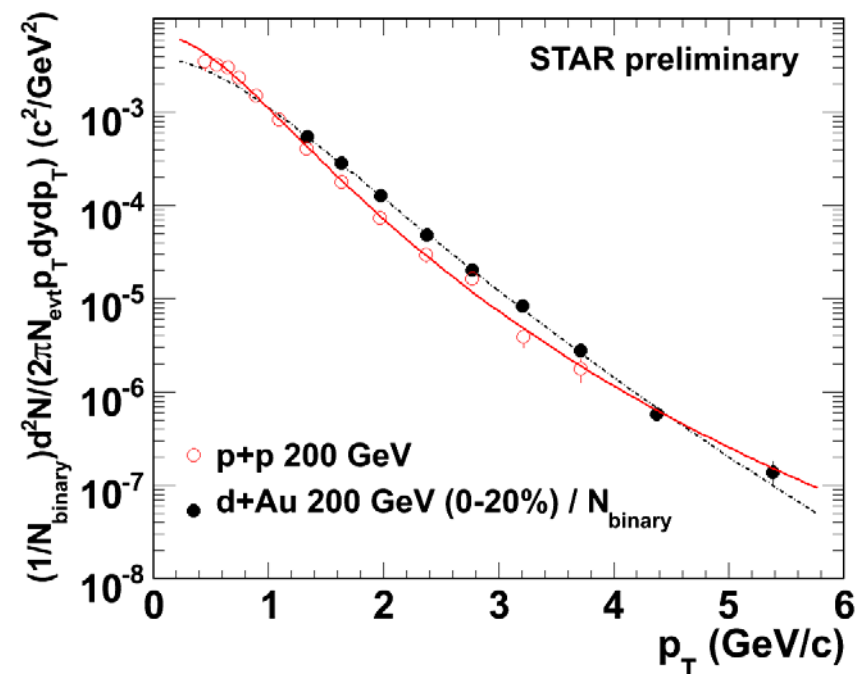 (1/N_binary)d²N/(2πN_evt p_T dydp_T) (c²/GeV²)
STAR preliminary
10⁻³
10⁻⁴
10⁻⁵
10⁻⁶
10⁻⁷
10⁻⁸
p+p 200 GeV
d+Au 200 GeV (0-20%) / N_binary
0 1 2 3 4 5 6
p_T (GeV/c)